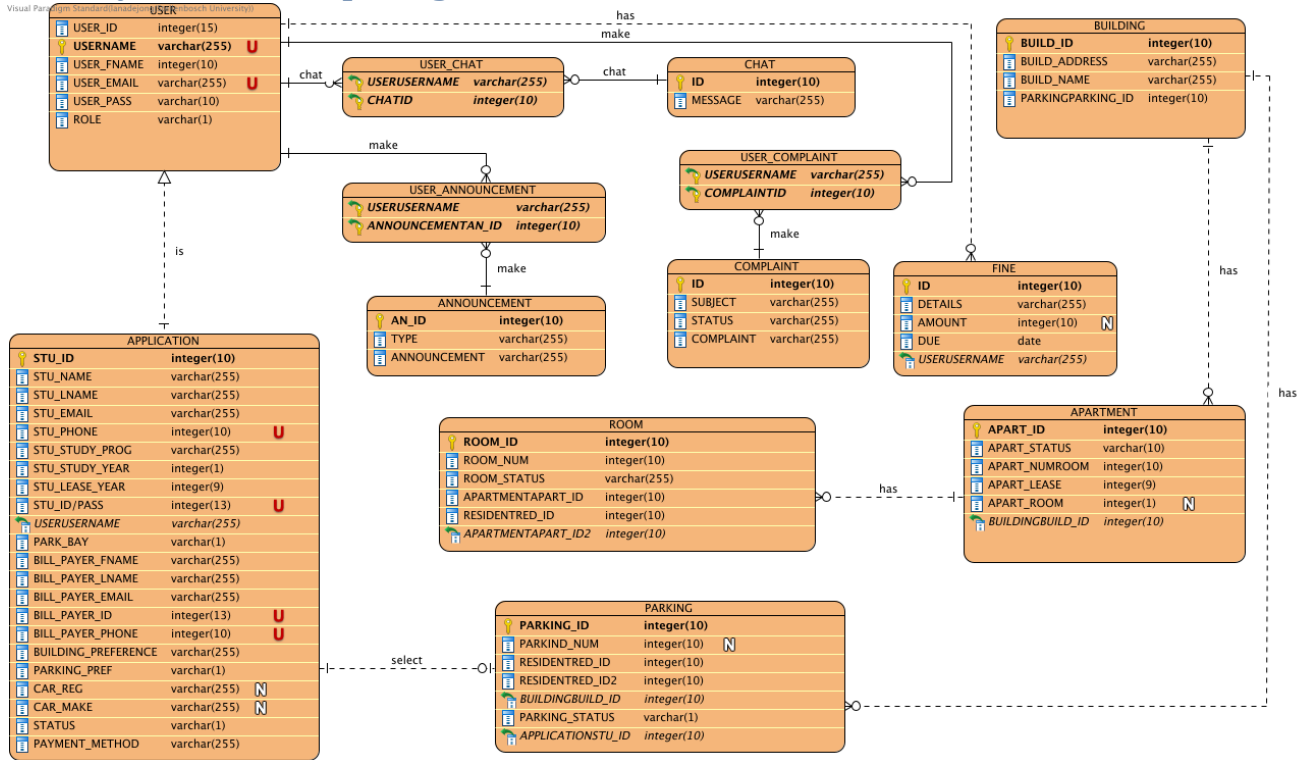 Visual Paradigm Standard(lanadejon Stellenbosch University))
USER
USER_ID integer(15)
USERNAME varchar(255) U
USER_FNAME integer(10)
USER_EMAIL varchar(255) U
USER_PASS varchar(10)
ROLE varchar(1)
has
make
chat
USER_CHAT
USERUSERNAME varchar(255)
CHATID integer(10)
chat
CHAT
ID integer(10)
MESSAGE varchar(255)
BUILDING
BUILD_ID integer(10)
BUILD_ADDRESS varchar(255)
BUILD_NAME varchar(255)
PARKINGPARKING_ID integer(10)
make
USER_ANNOUNCEMENT
USERUSERNAME varchar(255)
ANNOUNCEMENTAN_ID integer(10)
make
ANNOUNCEMENT
AN_ID integer(10)
TYPE varchar(255)
ANNOUNCEMENT varchar(255)
USER_COMPLAINT
USERUSERNAME varchar(255)
COMPLAINTID integer(10)
make
COMPLAINT
ID integer(10)
SUBJECT varchar(255)
STATUS varchar(255)
COMPLAINT varchar(255)
FINE
ID integer(10)
DETAILS varchar(255)
AMOUNT integer(10) N
DUE date
USERUSERNAME varchar(255)
has
has
is
APPLICATION
STU_ID integer(10)
STU_NAME varchar(255)
STU_LNAME varchar(255)
STU_EMAIL varchar(255)
STU_PHONE integer(10) U
STU_STUDY_PROG varchar(255)
STU_STUDY_YEAR integer(1)
STU_LEASE_YEAR integer(9)
STU_ID/PASS integer(13) U
USERUSERNAME varchar(255)
PARK_BAY varchar(1)
BILL_PAYER_FNAME varchar(255)
BILL_PAYER_LNAME varchar(255)
BILL_PAYER_EMAIL varchar(255)
BILL_PAYER_ID integer(13) U
BILL_PAYER_PHONE integer(10) U
BUILDING_PREFERENCE varchar(255)
PARKING_PREF varchar(1)
CAR_REG varchar(255) N
CAR_MAKE varchar(255) N
STATUS varchar(1)
PAYMENT_METHOD varchar(255)
ROOM
ROOM_ID integer(10)
ROOM_NUM integer(10)
ROOM_STATUS varchar(255)
APARTMENTAPART_ID integer(10)
RESIDENTRED_ID integer(10)
APARTMENTAPART_ID2 integer(10)
has
APARTMENT
APART_ID integer(10)
APART_STATUS varchar(10)
APART_NUMROOM integer(10)
APART_LEASE integer(9)
APART_ROOM integer(1) N
BUILDINGBUILD_ID integer(10)
select
PARKING
PARKING_ID integer(10)
PARKIND_NUM integer(10) N
RESIDENTRED_ID integer(10)
RESIDENTRED_ID2 integer(10)
BUILDINGBUILD_ID integer(10)
PARKING_STATUS varchar(1)
APPLICATIONSTU_ID integer(10)